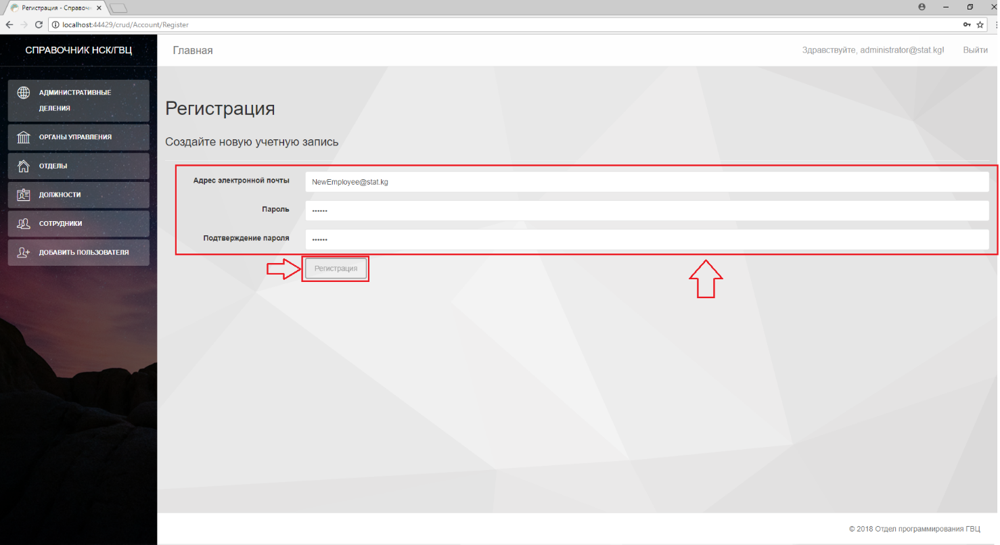 Регистрация - Справочн
localhost:44429/crud/Account/Register
СПРАВОЧНИК НСК/ГВЦ
Главная
Здравствуйте, administrator@stat.kg!
Выйти
АДМИНИСТРАТИВНЫЕ
ДЕЛЕНИЯ
ОРГАНЫ УПРАВЛЕНИЯ
ОТДЕЛЫ
ДОЛЖНОСТИ
СОТРУДНИКИ
ДОБАВИТЬ ПОЛЬЗОВАТЕЛЯ
Регистрация
Создайте новую учетную запись
Адрес электронной почты
NewEmployee@stat.kg
Пароль
••••••
Подтверждение пароля
••••••
Регистрация
© 2018 Отдел программирования ГВЦ